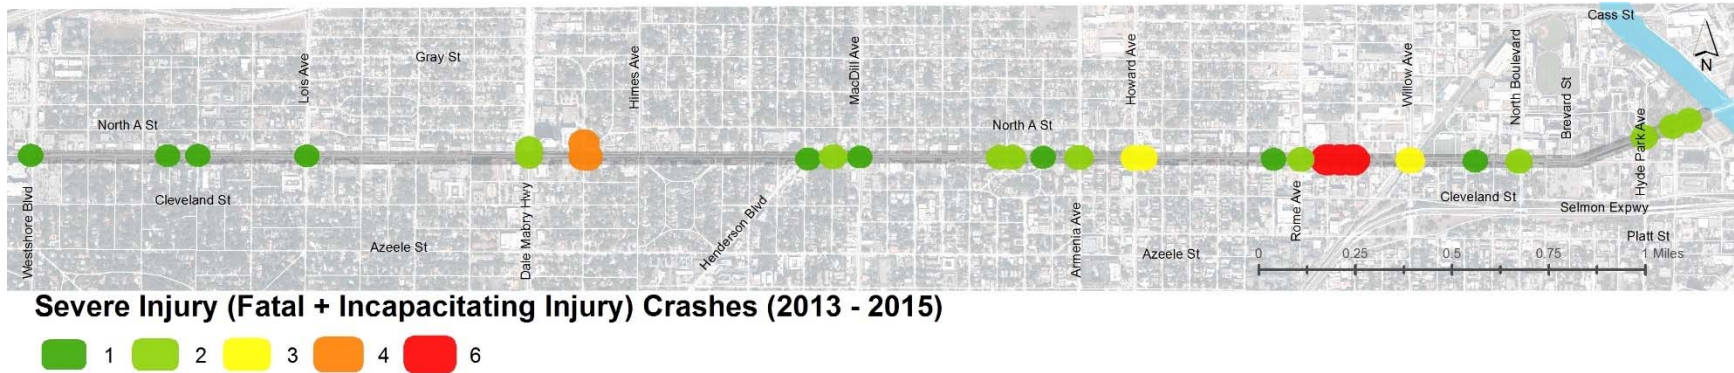 Cass St
Gray St
Lois Ave
Himes Ave
MacDill Ave
Howard Ave
Willow Ave
North Boulevard
Brevard St
N
North A St
North A St
Hyde Park Ave
Westshore Blvd
Cleveland St
Dale Mabry Hwy
Henderson Blvd
Armenia Ave
Rome Ave
Cleveland St
Selmon Expwy
Azeele St
Azeele St
Platt St
0 0.25 0.5 0.75 1 Miles
Severe Injury (Fatal + Incapacitating Injury) Crashes (2013 - 2015)
1 2 3 4 6